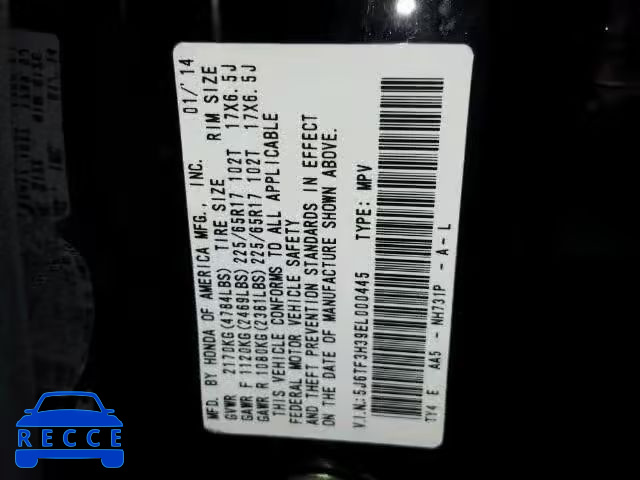 MFD. BY HONDA OF AMERICA MFG., INC. 01/'14
GVWR 2170KG(4784LBS) TIRE SIZE RIM SIZE
GAWR F 1120KG(2469LBS) 225/65R17 102T 17X6.5J
GAWR R 1080KG(2381LBS) 225/65R17 102T 17X6.5J
THIS VEHICLE CONFORMS TO ALL APPLICABLE
FEDERAL MOTOR VEHICLE SAFETY
AND THEFT PREVENTION STANDARDS IN EFFECT
ON THE DATE OF MANUFACTURE SHOWN ABOVE.
V.I.N.:5J6TF3H39EL000445 TYPE: MPV
TY4 E AA5 - NH731P - A - L
RECCE